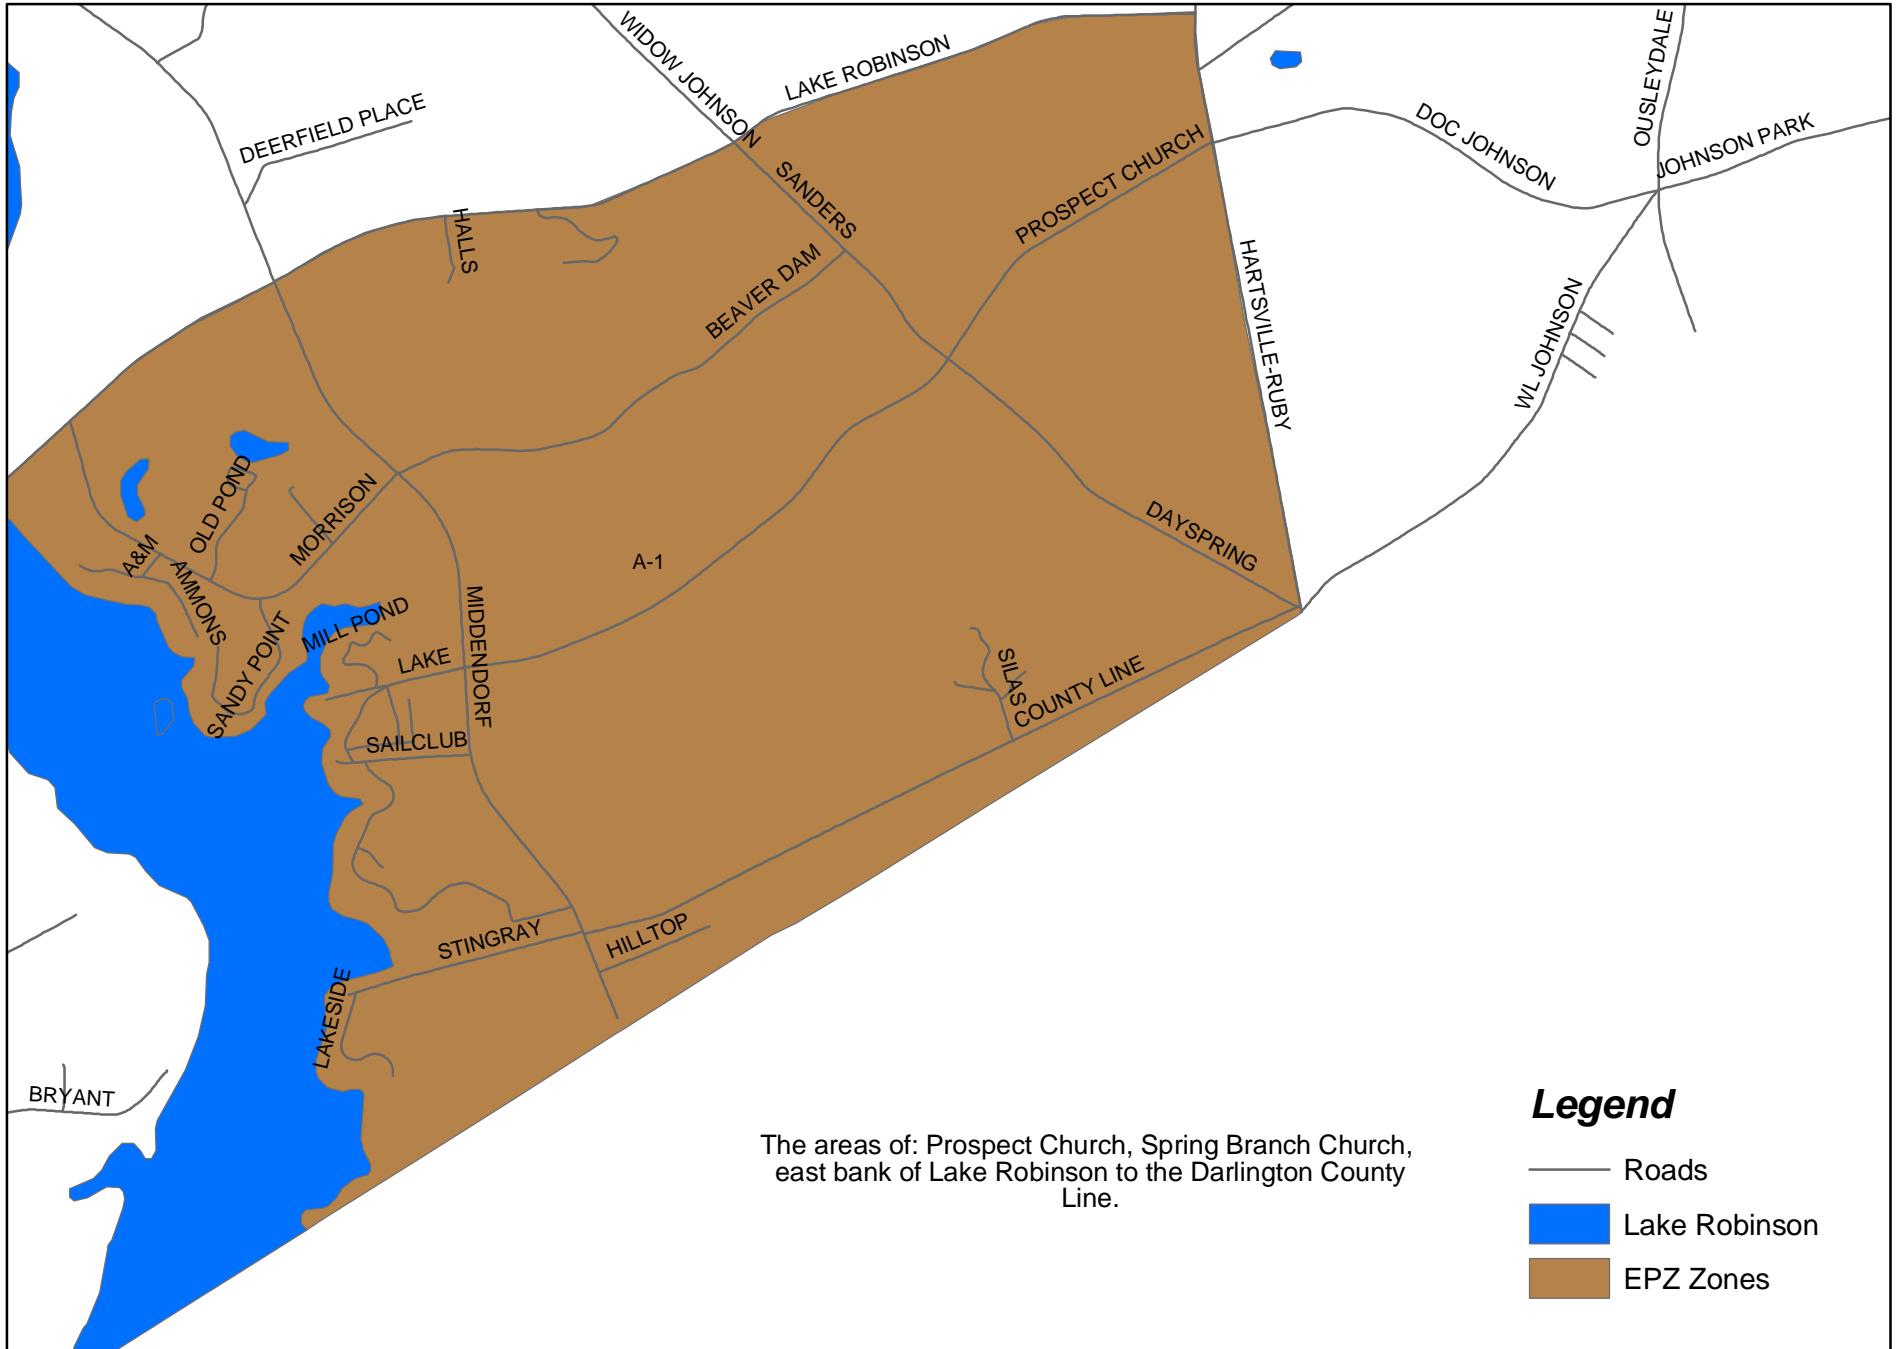 WIDOW JOHNSON
LAKE ROBINSON
OUSLEYDALE
DEERFIELD PLACE
DOC JOHNSON
JOHNSON PARK
PROSPECT CHURCH
SANDERS
HALLS
BEAVER DAM
HARTSVILLE-RUBY
WL JOHNSON
OLD POND
MORRISON
DAYSPRING
A&M
A-1
AMMONS
MILL POND
MIDDENDORF
SANDY POINT
LAKE
SILAS
COUNTY LINE
SAILCLUB
STINGRAY
HILLTOP
LAKESIDE
BRYANT
The areas of: Prospect Church, Spring Branch Church,
east bank of Lake Robinson to the Darlington County
Line.
Legend
Roads
Lake Robinson
EPZ Zones